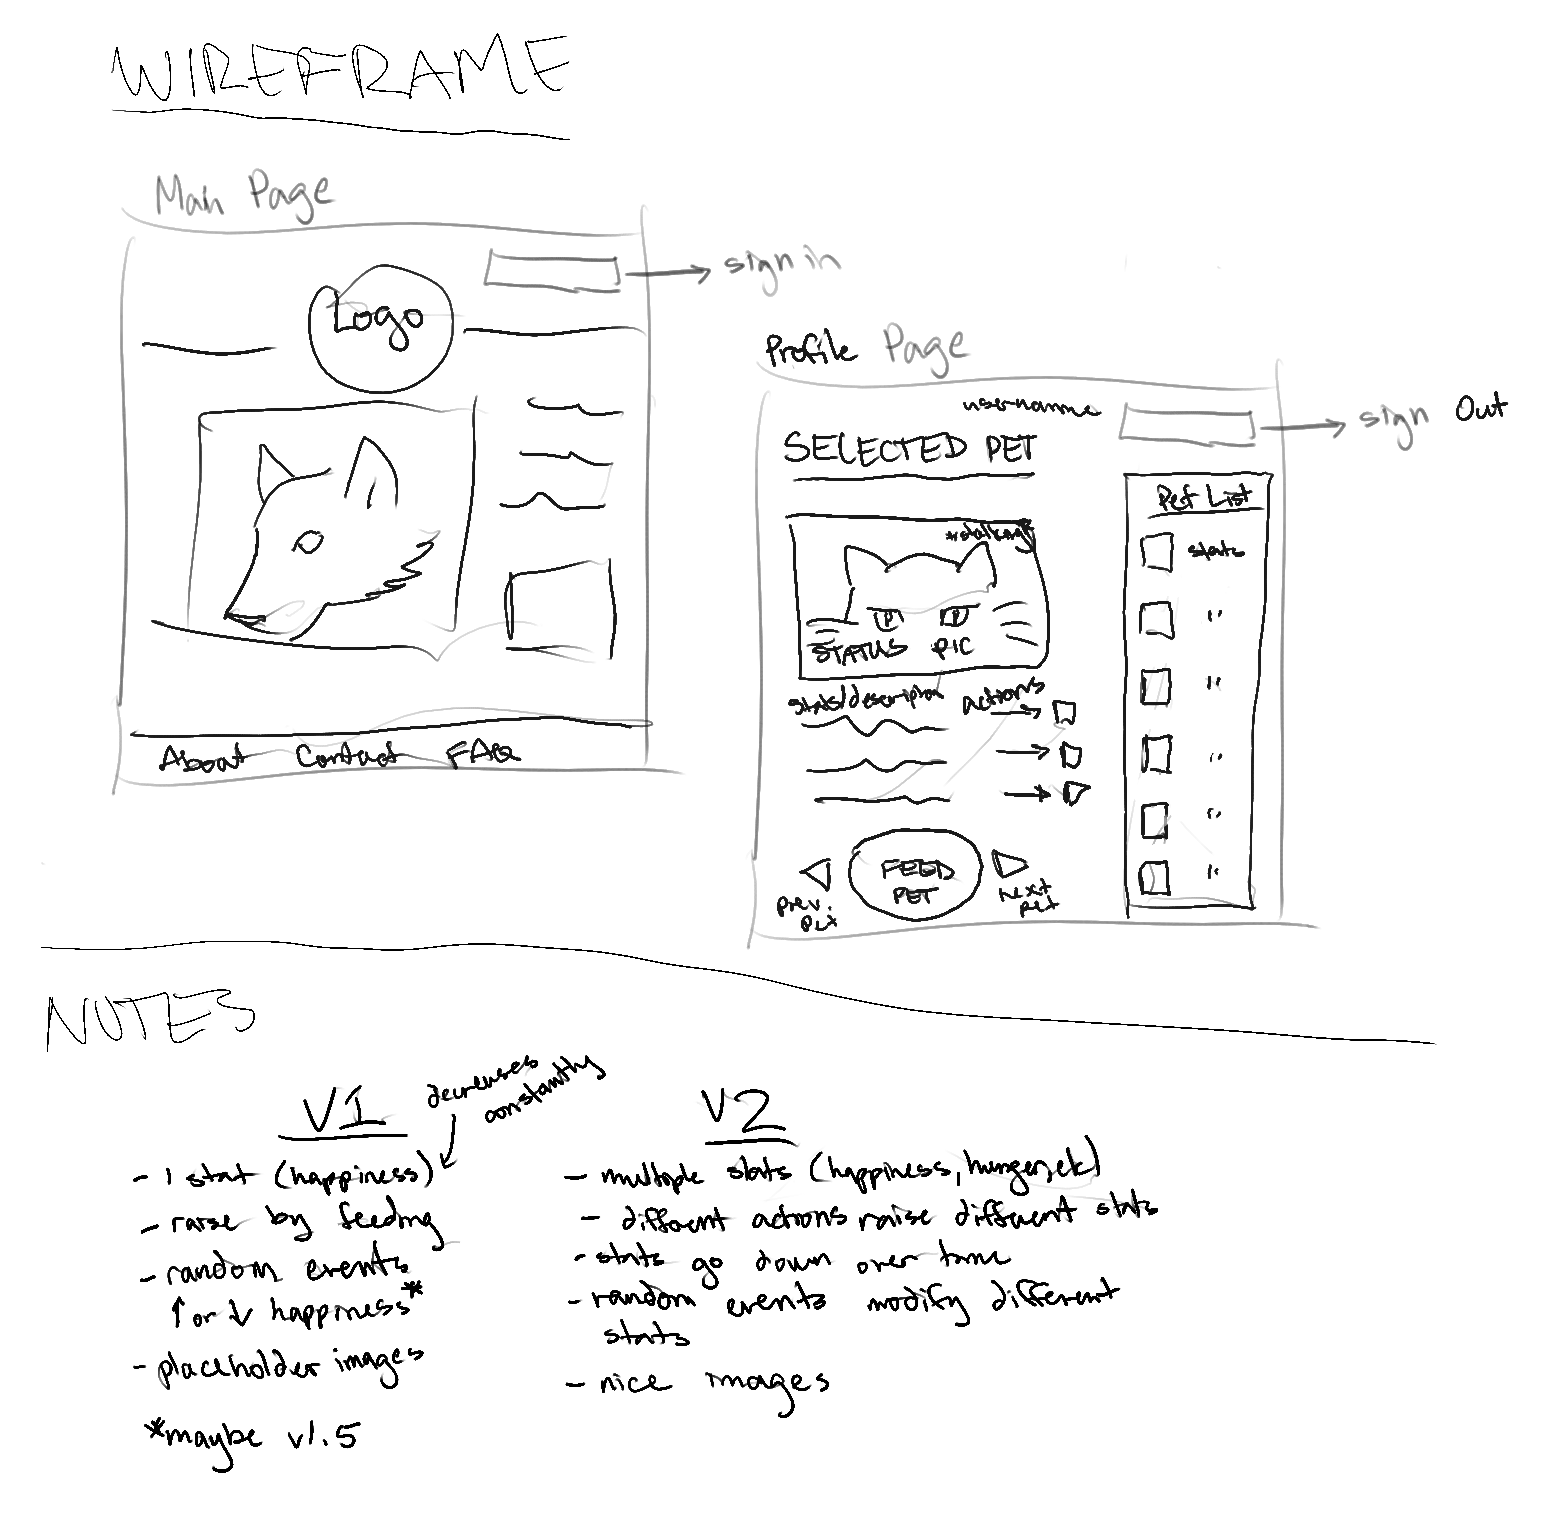 WIREFRAME
Main Page
sign in
Logo
About Contact FAQ
Profile Page
username
sign Out
SELECTED PET
Pet List
stats
"
"
"
"
"
*stalking*
STATUS PIC
stats/description
actions
FEED
PET
prev.
pet
next
pet
NOTES
V1
decreases
constantly
- 1 stat (happiness)
- raise by feeding
- random events
↑ or ↓ happiness*
- placeholder images
*maybe v1.5
V2
- multiple stats (happiness, hunger, etc)
- different actions raise different stats
- stats go down over time
- random events modify different
stats
- nice images